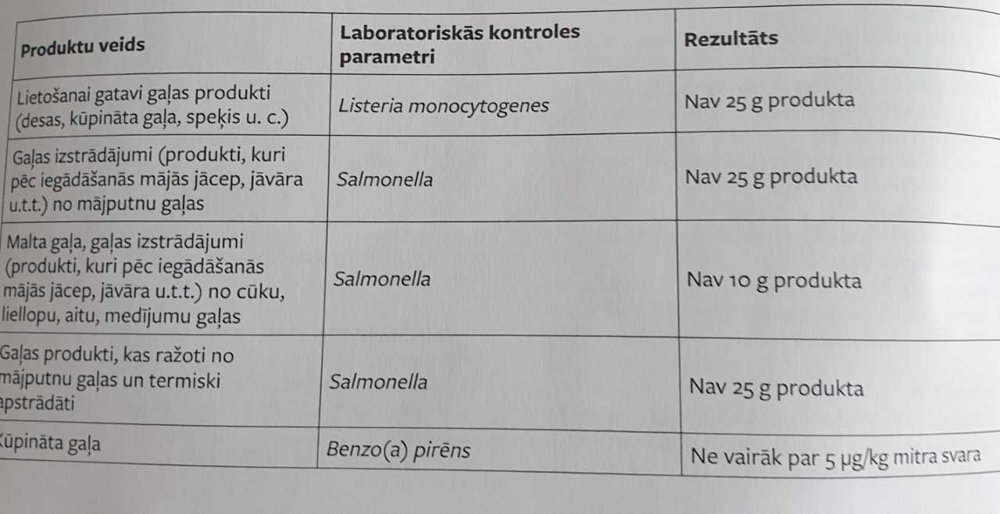 Produktu veids
Laboratoriskās kontroles
parametri
Rezultāts
Lietošanai gatavi gaļas produkti
(desas, kūpināta gaļa, speķis u. c.)
Listeria monocytogenes
Nav 25 g produkta
Gaļas izstrādājumi (produkti, kuri
pēc iegādāšanās mājās jācep, jāvāra
u.t.t.) no mājputnu gaļas
Salmonella
Nav 25 g produkta
Malta gaļa, gaļas izstrādājumi
(produkti, kuri pēc iegādāšanās
mājās jācep, jāvāra u.t.t.) no cūku,
liellopu, aitu, medījumu gaļas
Salmonella
Nav 10 g produkta
Gaļas produkti, kas ražoti no
mājputnu gaļas un termiski
apstrādāti
Salmonella
Nav 25 g produkta
Kūpināta gaļa
Benzo(a) pirēns
Ne vairāk par 5 µg/kg mitra svara